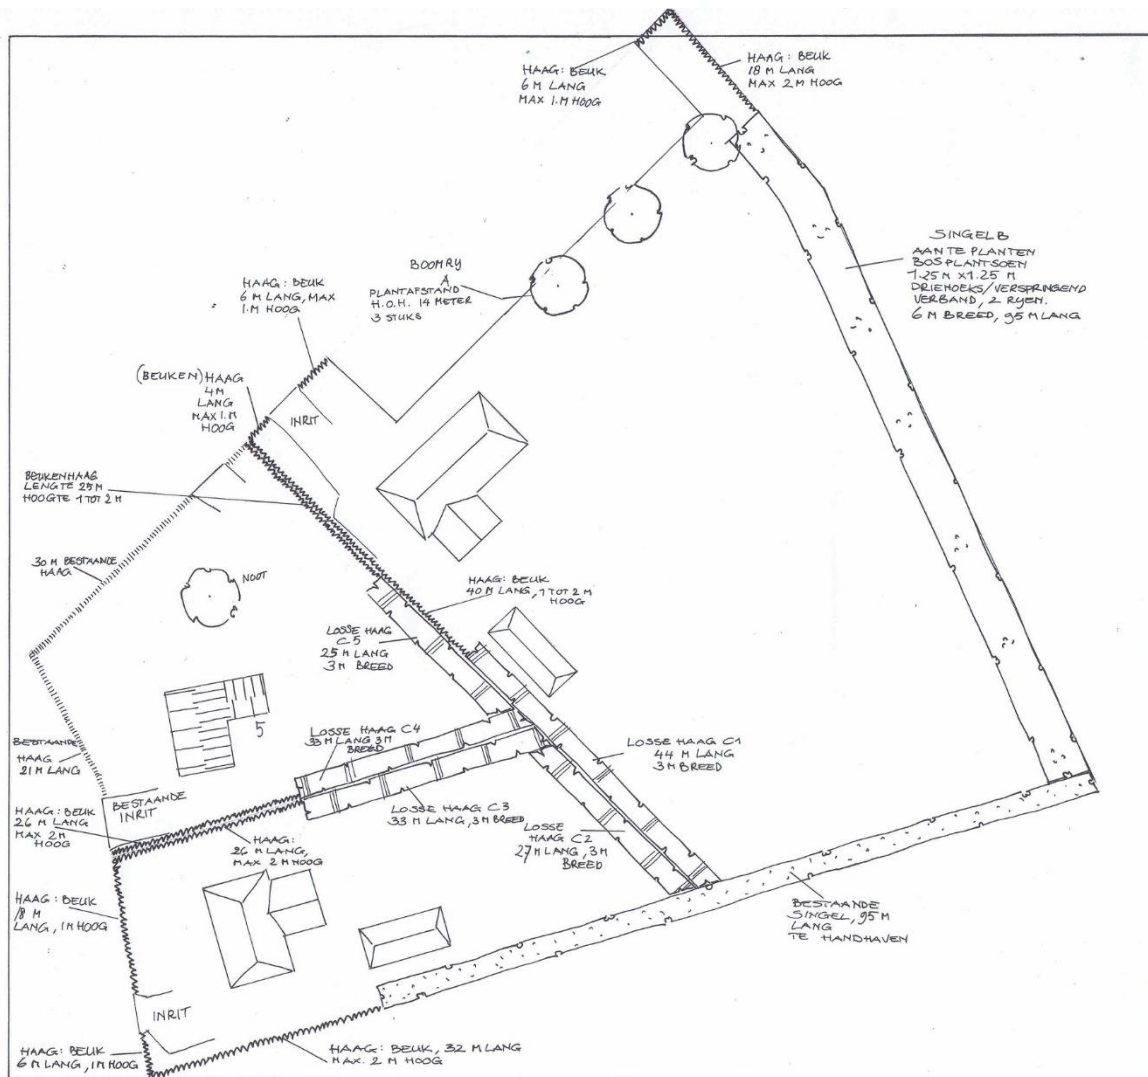 HAAG: BEUK
6 M LANG
MAX 1.M HOOG
HAAG: BEUK
18 M LANG
MAX 2 M HOOG
SINGEL B
AAN TE PLANTEN
BOSPLANTSOEN
1.25 M X 1.25 M
DRIEHOEKS/VERSPRINGEND
VERBAND, 2 RYEN.
6 M BREED, 95 M LANG
BOOMRY
A
PLANTAFSTAND
H.O.H. 14 METER
3 STUKS
HAAG: BEUK
6 M LANG, MAX
1.M HOOG
(BEUKEN) HAAG
4M
LANG
MAX 1.M
HOOG
INRIT
BEUKENHAAG
LENGTE 25 M
HOOGTE 1 TOT 2 M
30 M BESTAANDE
HAAG
NOOT
HAAG: BEUK
40 M LANG, 1 TOT 2 M
HOOG
LOSSE HAAG
C5
25 M LANG
3 M BREED
5
LOSSE HAAG C4
33 M LANG 3 M
BREED
LOSSE HAAG C1
44 M LANG
3 M BREED
BESTAANDE
HAAG
21 M LANG
BESTAANDE
INRIT
HAAG: BEUK
26 M LANG
MAX 2 M
HOOG
LOSSE HAAG C3
33 M LANG, 3 M BREED
LOSSE
HAAG C2
27 M LANG, 3 M
BREED
HAAG:
26 M LANG,
MAX. 2 M HOOG
HAAG: BEUK
18 M
LANG, 1 M HOOG
BESTAANDE
SINGEL, 95 M
LANG
TE HANDHAVEN
INRIT
HAAG: BEUK
6 M LANG, 1 M HOOG
HAAG: BEUK, 32 M LANG
MAX. 2 M HOOG